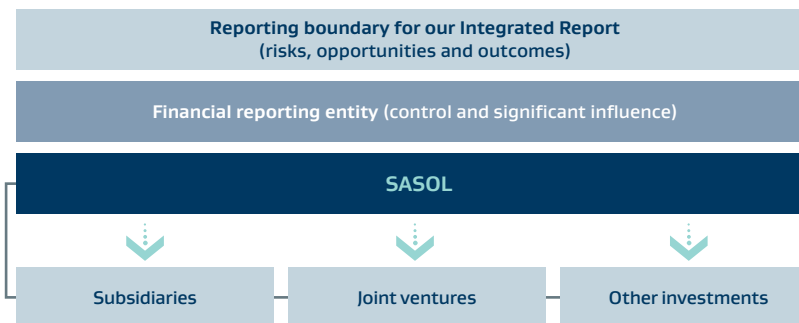 Reporting boundary for our Integrated Report
(risks, opportunities and outcomes)
Financial reporting entity (control and significant influence)
SASOL
Subsidiaries
Joint ventures
Other investments